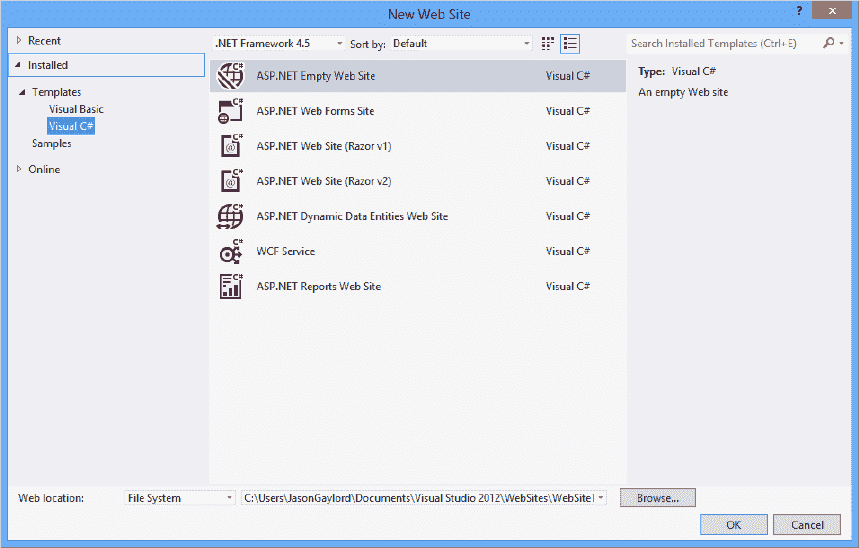 New Web Site
?
Recent
Installed
Templates
Visual Basic
Visual C#
Samples
Online
.NET Framework 4.5
Sort by: Default
Search Installed Templates (Ctrl+E)
ASP.NET Empty Web Site Visual C#
ASP.NET Web Forms Site Visual C#
ASP.NET Web Site (Razor v1) Visual C#
ASP.NET Web Site (Razor v2) Visual C#
ASP.NET Dynamic Data Entities Web Site Visual C#
WCF Service Visual C#
ASP.NET Reports Web Site Visual C#
Type: Visual C#
An empty Web site
Web location:
File System
C:\Users\JasonGaylord\Documents\Visual Studio 2012\WebSites\WebSite1
Browse...
OK
Cancel